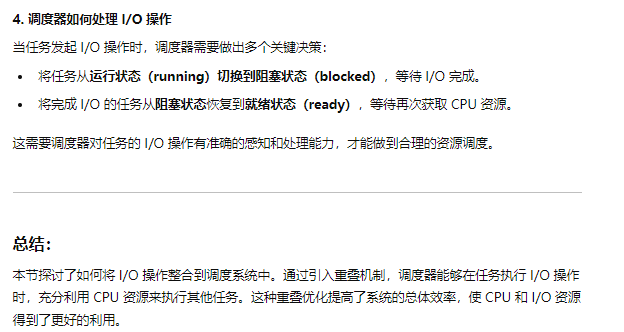 4. 调度器如何处理 I/O 操作
当任务发起 I/O 操作时，调度器需要做出多个关键决策：
• 将任务从运行状态（running）切换到阻塞状态（blocked），等待 I/O 完成。
• 将完成 I/O 的任务从阻塞状态恢复到就绪状态（ready），等待再次获取 CPU 资源。
这需要调度器对任务的 I/O 操作有准确的感知和处理能力，才能做到合理的资源调度。
总结：
本节探讨了如何将 I/O 操作整合到调度系统中。通过引入重叠机制，调度器能够在任务执行 I/O 操作
时，充分利用 CPU 资源来执行其他任务。这种重叠优化提高了系统的总体效率，使 CPU 和 I/O 资源
得到了更好的利用。